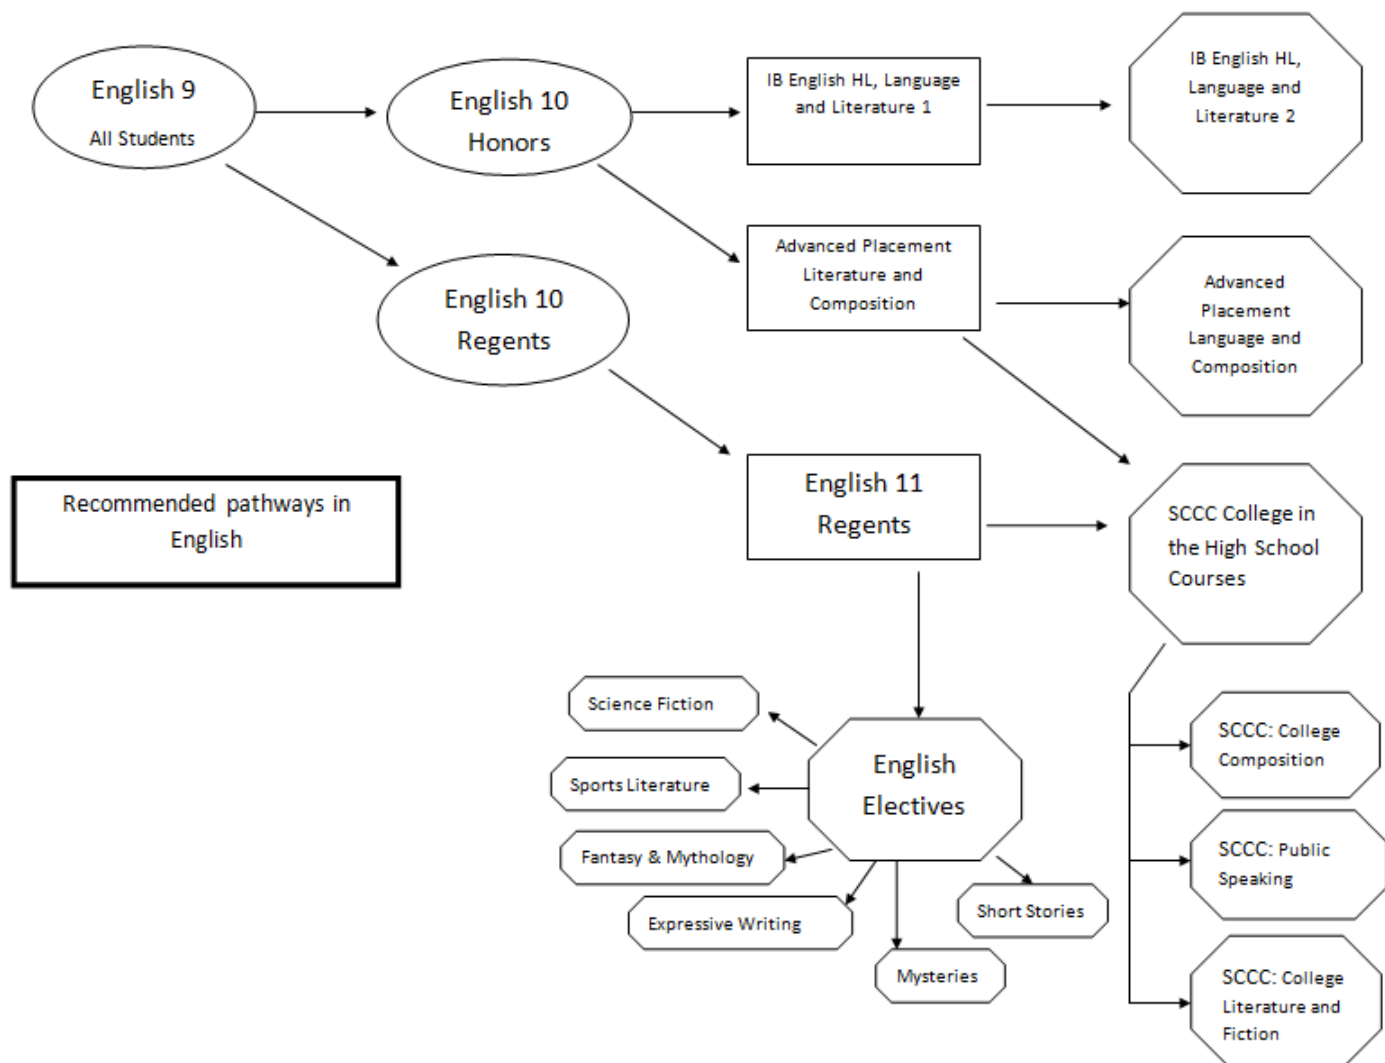 English 9
All Students
English 10
Honors
IB English HL, Language
and Literature 1
IB English HL,
Language and
Literature 2
English 10
Regents
Advanced Placement
Literature and
Composition
Advanced
Placement
Language and
Composition
Recommended pathways in
English
English 11
Regents
SCCC College in
the High School
Courses
English
Electives
Science Fiction
Sports Literature
Fantasy & Mythology
Expressive Writing
Mysteries
Short Stories
SCCC: College
Composition
SCCC: Public
Speaking
SCCC: College
Literature and
Fiction